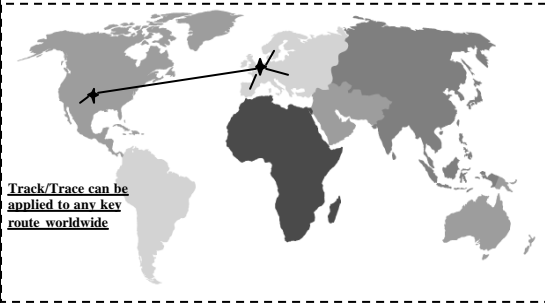 Track/Trace can be
applied to any key
route worldwide